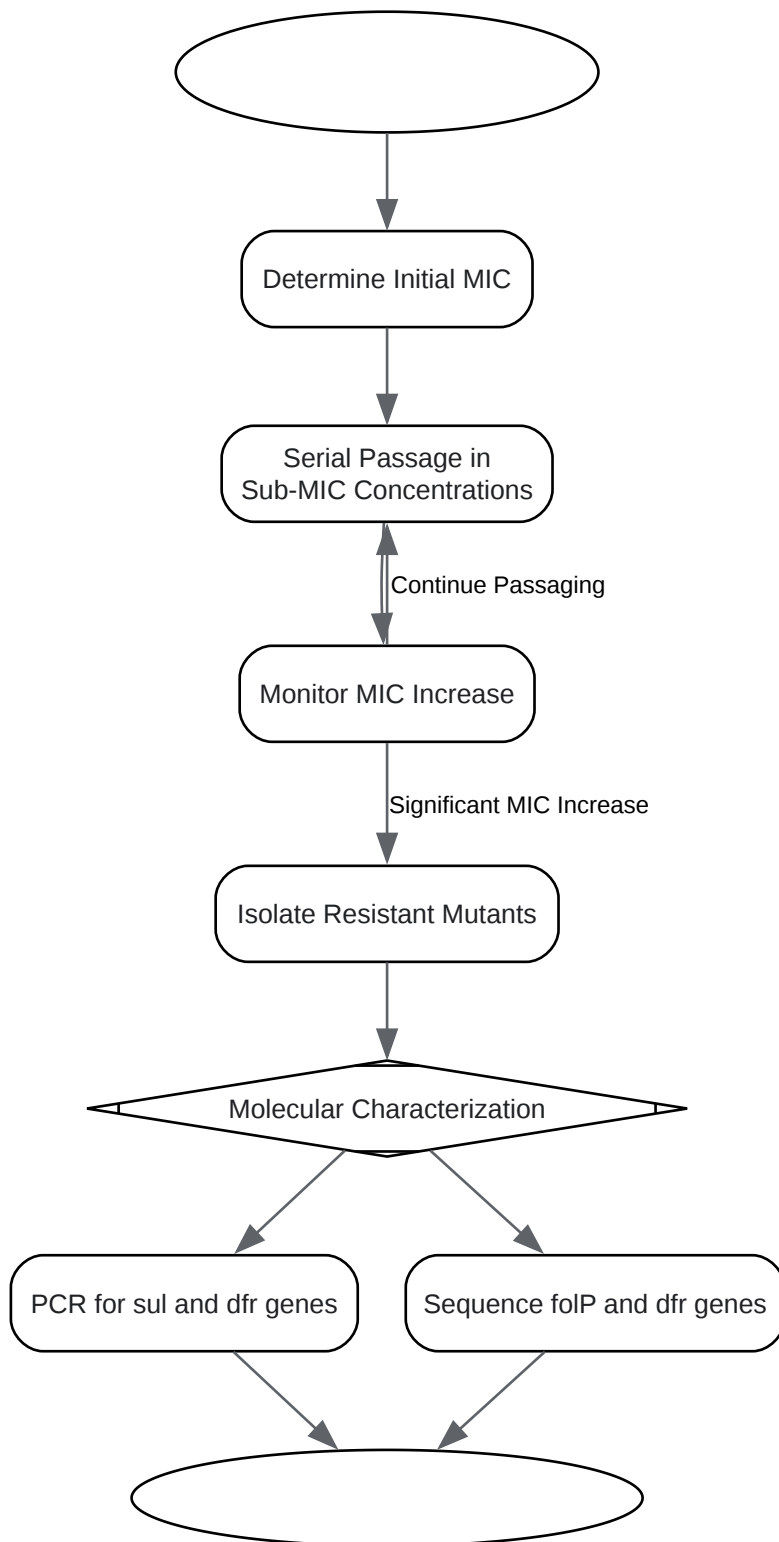 Determine Initial MIC
Serial Passage in
Sub-MIC Concentrations
Continue Passaging
Monitor MIC Increase
Significant MIC Increase
Isolate Resistant Mutants
Molecular Characterization
PCR for sul and dfr genes
Sequence folP and dfr genes